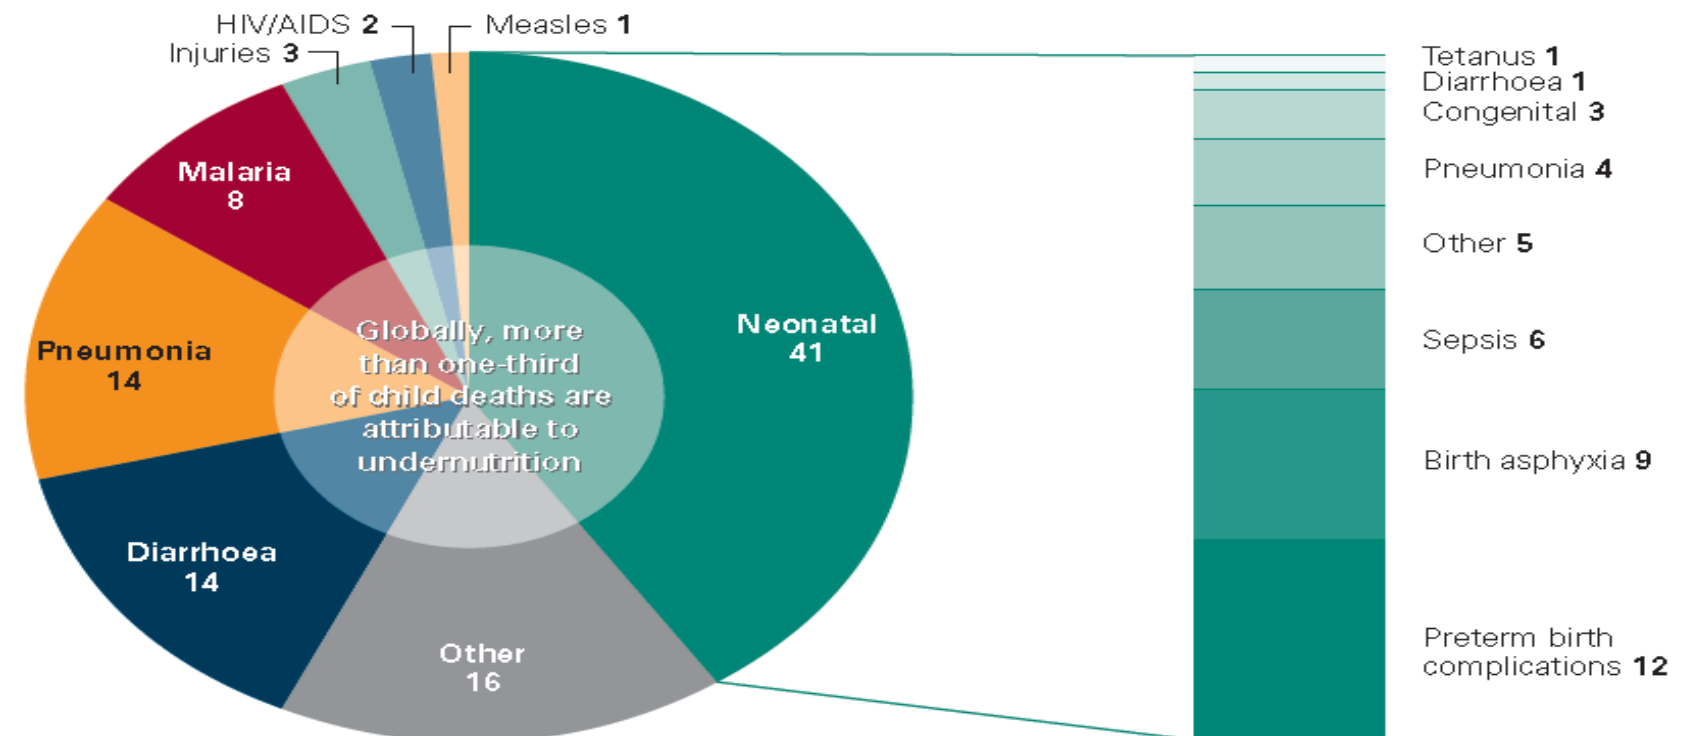 HIV/AIDS 2
Measles 1
Injuries 3
Malaria
8
Pneumonia
14
Diarrhoea
14
Other
16
Neonatal
41
Globally, more
than one-third
of child deaths are
attributable to
undernutrition
Tetanus 1
Diarrhoea 1
Congenital 3
Pneumonia 4
Other 5
Sepsis 6
Birth asphyxia 9
Preterm birth
complications 12